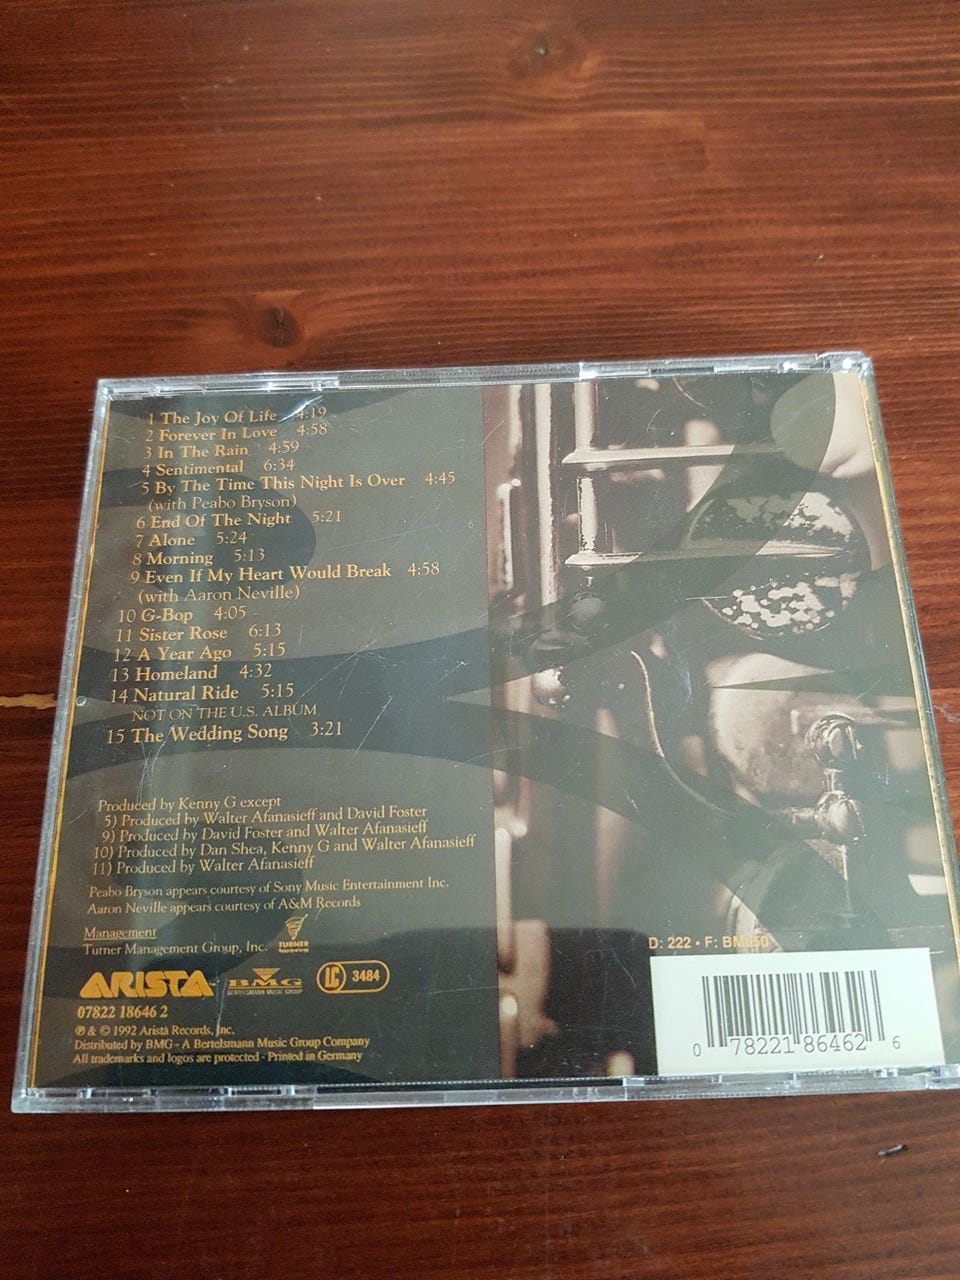 1 The Joy Of Life 4:19
2 Forever In Love 4:58
3 In The Rain 4:59
4 Sentimental 6:34
5 By The Time This Night Is Over 4:45
(with Peabo Bryson)
6 End Of The Night 5:21
7 Alone 5:24
8 Morning 5:13
9 Even If My Heart Would Break 4:58
(with Aaron Neville)
10 G-Bop 4:05
11 Sister Rose 6:13
12 A Year Ago 5:15
13 Homeland 4:32
14 Natural Ride 5:15
NOT ON THE U.S. ALBUM
15 The Wedding Song 3:21
Produced by Kenny G except
5) Produced by Walter Afanasieff and David Foster
9) Produced by David Foster and Walter Afanasieff
10) Produced by Dan Shea, Kenny G and Walter Afanasieff
11) Produced by Walter Afanasieff
Peabo Bryson appears courtesy of Sony Music Entertainment Inc.
Aaron Neville appears courtesy of A&M Records
Management
Turner Management Group, Inc.
TURNER
ARISTA BMG LC 3484
BERTELSMANN MUSIC GROUP
07822 18646 2
℗ & © 1992 Arista Records, Inc.
Distributed by BMG - A Bertelsmann Music Group Company
All trademarks and logos are protected · Printed in Germany
D: 222 • F:
0 78221 86462 6